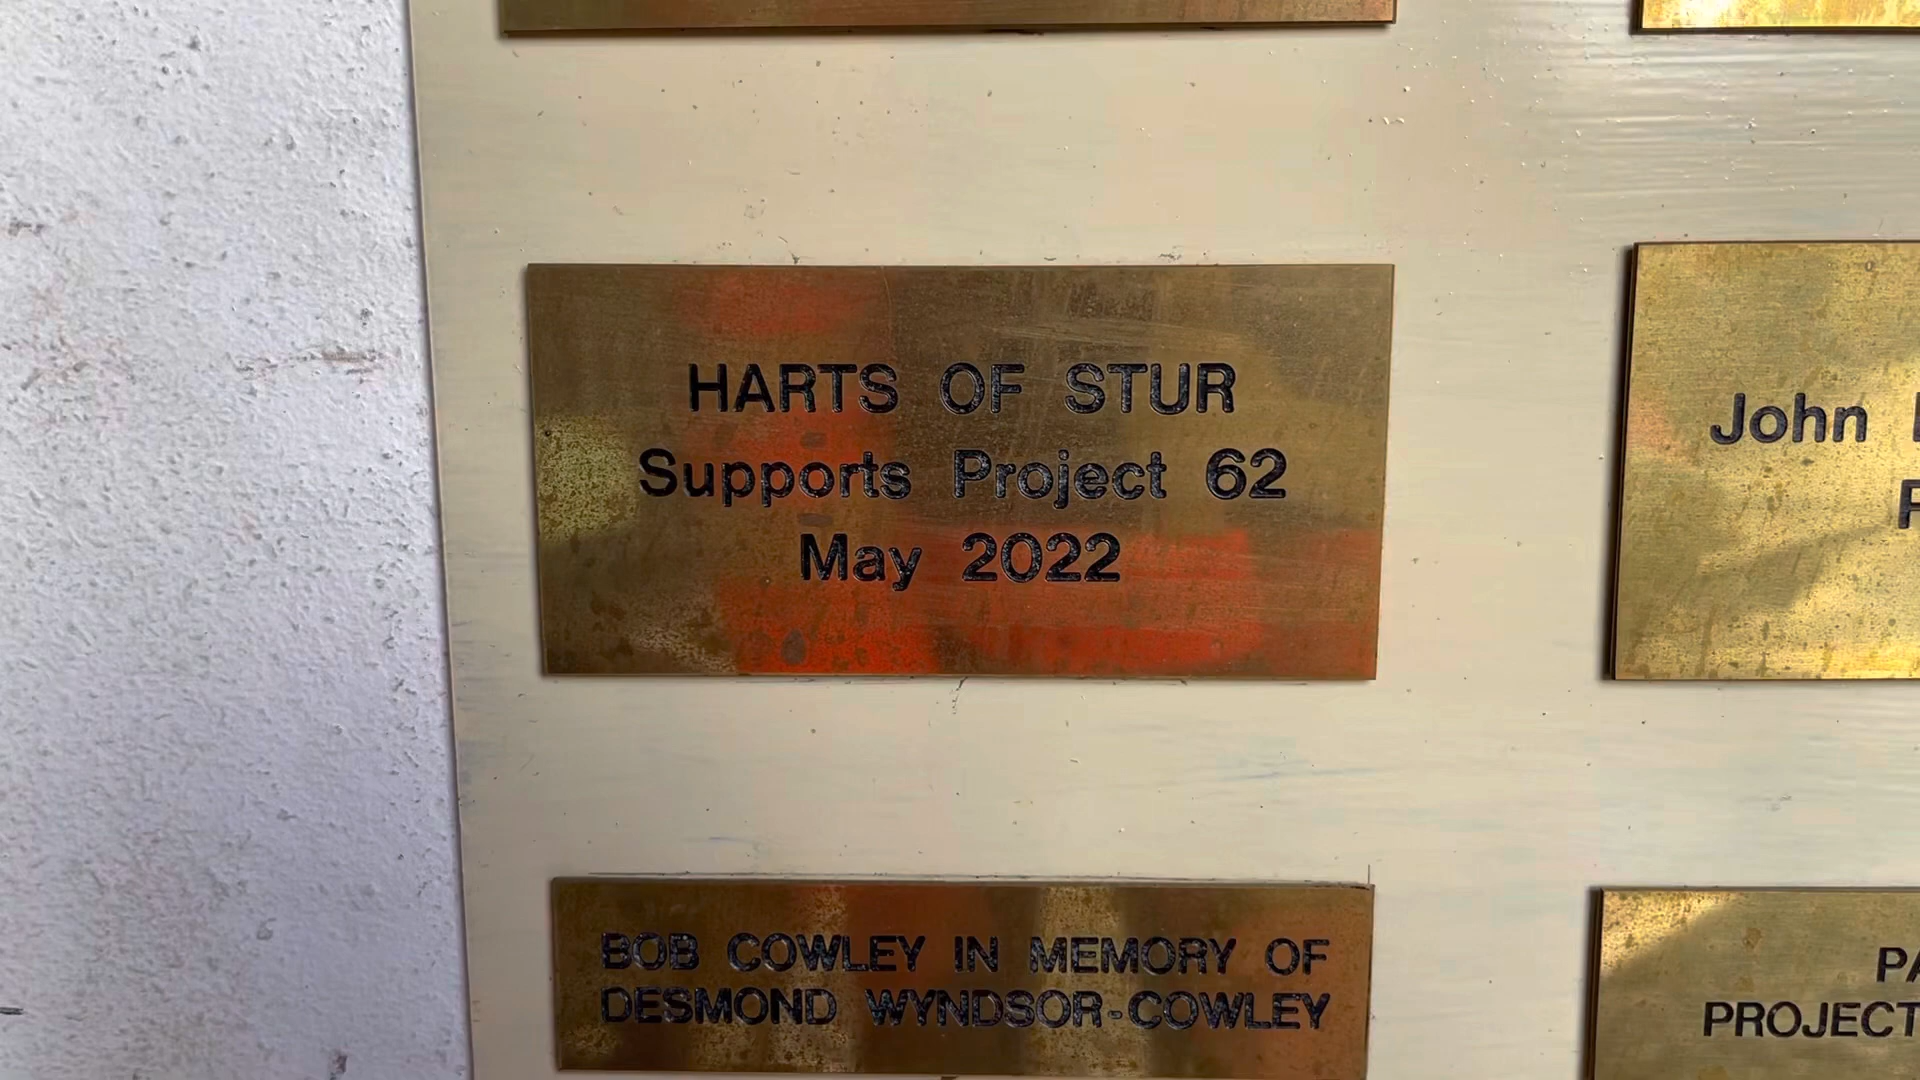 HARTS OF STUR
Supports Project 62
May 2022
John
BOB COWLEY IN MEMORY OF
DESMOND WYNDSOR-COWLEY
PROJECT